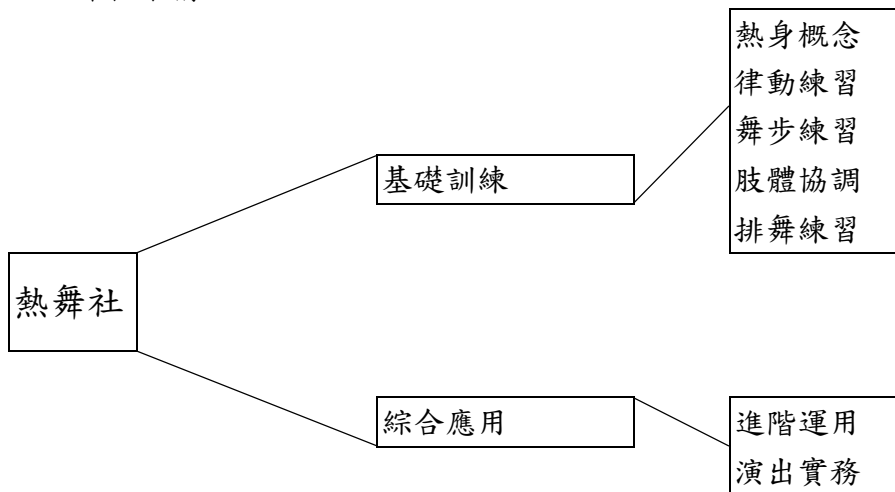 熱身概念
律動練習
舞步練習
肢體協調
排舞練習
基礎訓練
熱舞社
綜合應用
進階運用
演出實務